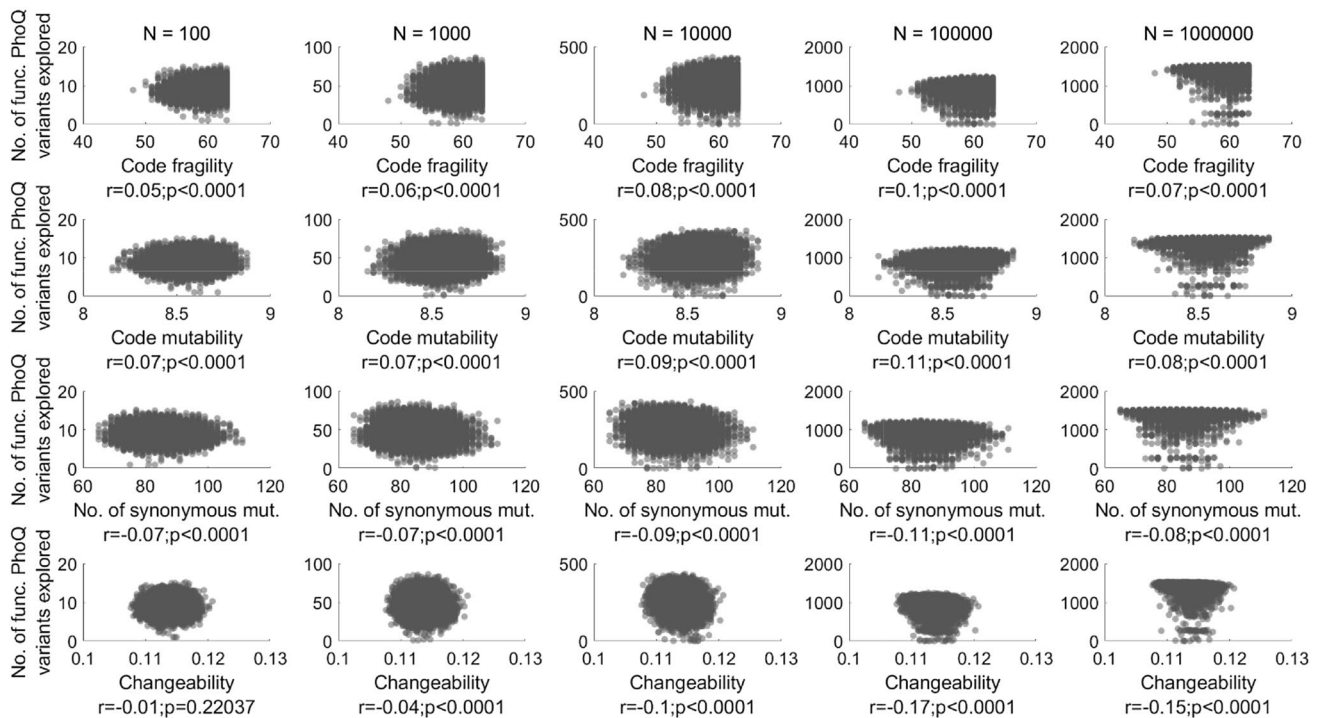 N = 100 N = 1000 N = 10000 N = 100000 N = 1000000
No. of func. PhoQ
variants explored
20 100 500 2000 2000
10 50 1000 1000
0 0 0 0 0
40 50 60 70 40 50 60 70 40 50 60 70 40 50 60 70 40 50 60 70
Code fragility Code fragility Code fragility Code fragility Code fragility
r=0.05;p<0.0001 r=0.06;p<0.0001 r=0.08;p<0.0001 r=0.1;p<0.0001 r=0.07;p<0.0001
No. of func. PhoQ
variants explored
20 100 500 2000 2000
10 50 1000 1000
0 0 0 0 0
8 8.5 9 8 8.5 9 8 8.5 9 8 8.5 9 8 8.5 9
Code mutability Code mutability Code mutability Code mutability Code mutability
r=0.07;p<0.0001 r=0.07;p<0.0001 r=0.09;p<0.0001 r=0.11;p<0.0001 r=0.08;p<0.0001
No. of func. PhoQ
variants explored
20 100 500 2000 2000
10 50 1000 1000
0 0 0 0 0
60 80 100 120 60 80 100 120 60 80 100 120 60 80 100 120 60 80 100 120
No. of synonymous mut. No. of synonymous mut. No. of synonymous mut. No. of synonymous mut. No. of synonymous mut.
r=-0.07;p<0.0001 r=-0.07;p<0.0001 r=-0.09;p<0.0001 r=-0.11;p<0.0001 r=-0.08;p<0.0001
No. of func. PhoQ
variants explored
20 100 500 2000 2000
10 50 1000 1000
0 0 0 0 0
0.1 0.11 0.12 0.13 0.1 0.11 0.12 0.13 0.1 0.11 0.12 0.13 0.1 0.11 0.12 0.13 0.1 0.11 0.12 0.13
Changeability Changeability Changeability Changeability Changeability
r=-0.01;p=0.22037 r=-0.04;p<0.0001 r=-0.1;p<0.0001 r=-0.17;p<0.0001 r=-0.15;p<0.0001